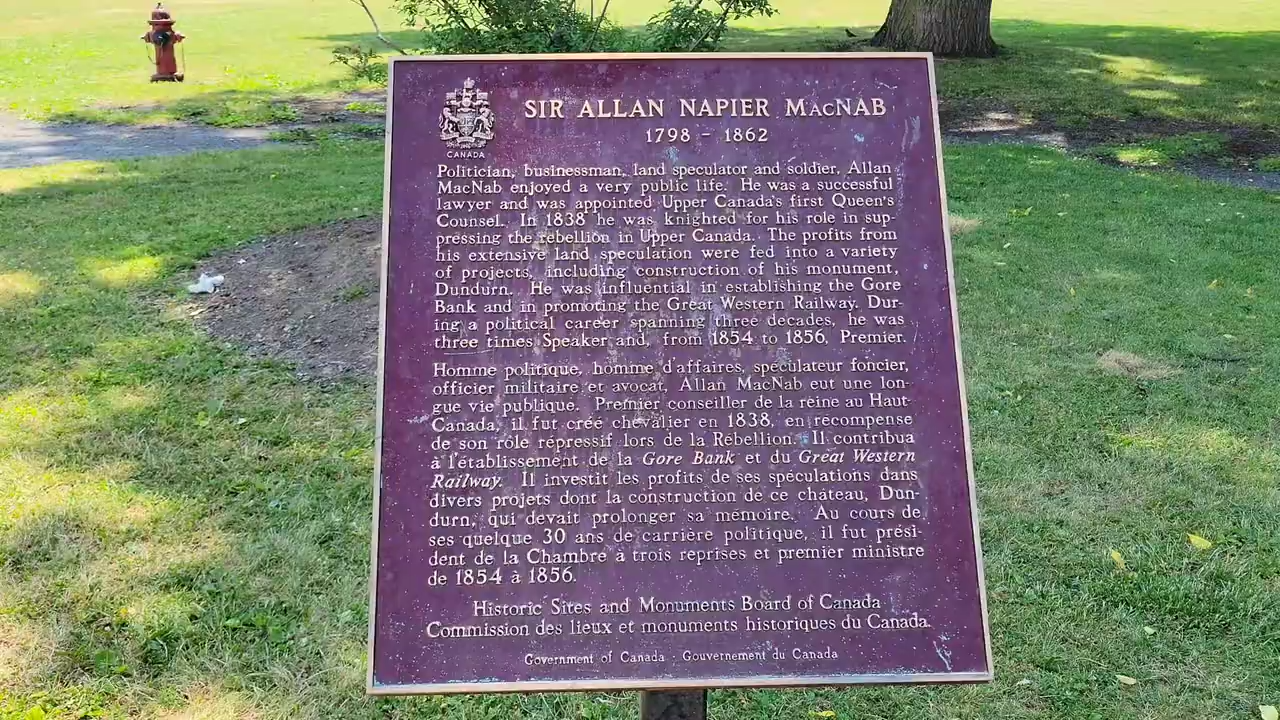 SIR ALLAN NAPIER MACNAB
1798 - 1862
CANADA
Politician, businessman, land speculator and soldier, Allan
MacNab enjoyed a very public life. He was a successful
lawyer and was appointed Upper Canada's first Queen's
Counsel. In 1838 he was knighted for his role in sup-
pressing the rebellion in Upper Canada. The profits from
his extensive land speculation were fed into a variety
of projects, including construction of his monument,
Dundurn. He was influential in establishing the Gore
Bank and in promoting the Great Western Railway. Dur-
ing a political career spanning three decades, he was
three times Speaker and, from 1854 to 1856, Premier.
Homme politique, homme d'affaires, spéculateur foncier,
officier militaire et avocat, Allan MacNab eut une lon-
gue vie publique. Premier conseiller de la reine au Haut-
Canada, il fut créé chevalier en 1838, en récompense
de son rôle répressif lors de la Rébellion. Il contribua
à l'établissement de la Gore Bank et du Great Western
Railway. Il investit les profits de ses spéculations dans
divers projets dont la construction de ce château, Dun-
durn, qui devait prolonger sa mémoire. Au cours de
ses quelque 30 ans de carrière politique, il fut prési-
dent de la Chambre à trois reprises et premier ministre
de 1854 à 1856.
Historic Sites and Monuments Board of Canada
Commission des lieux et monuments historiques du Canada.
Government of Canada - Gouvernement du Canada